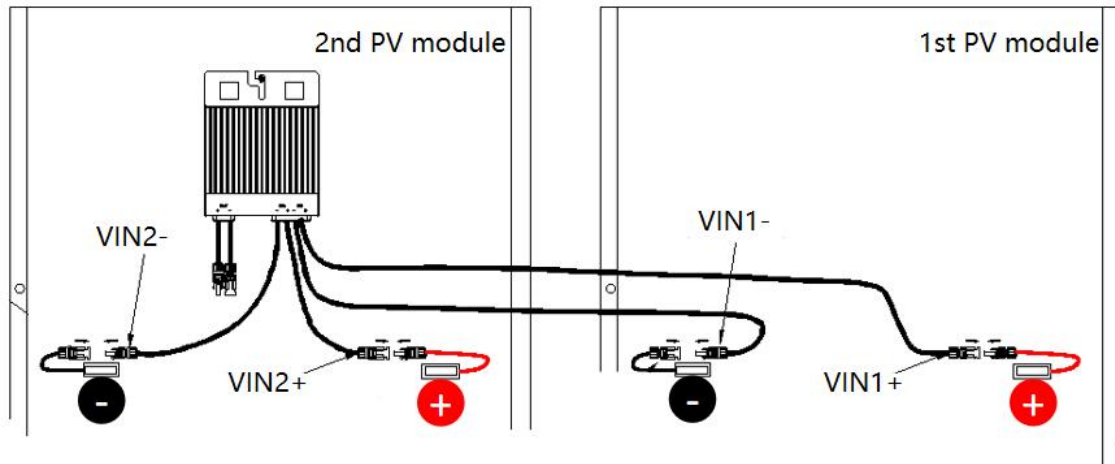 2nd PV module
1st PV module
VIN2-
VIN1-
VIN2+
VIN1+
-
+
-
+